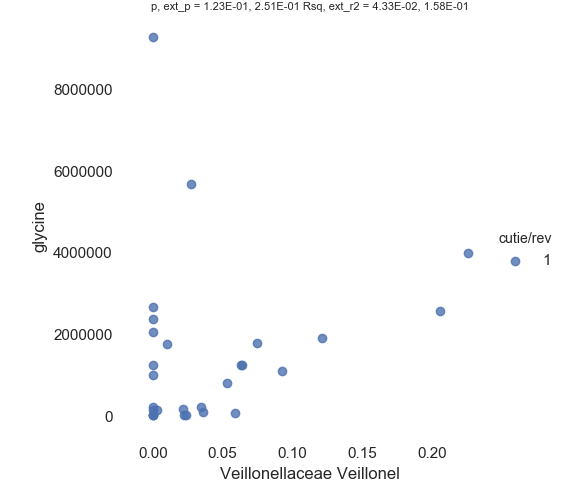 p, ext_p = 1.23E-01, 2.51E-01 Rsq, ext_r2 = 4.33E-02, 1.58E-01
8000000
6000000
4000000
2000000
0
glycine
cutie/rev
1
0.00 0.05 0.10 0.15 0.20
Veillonellaceae Veillonel